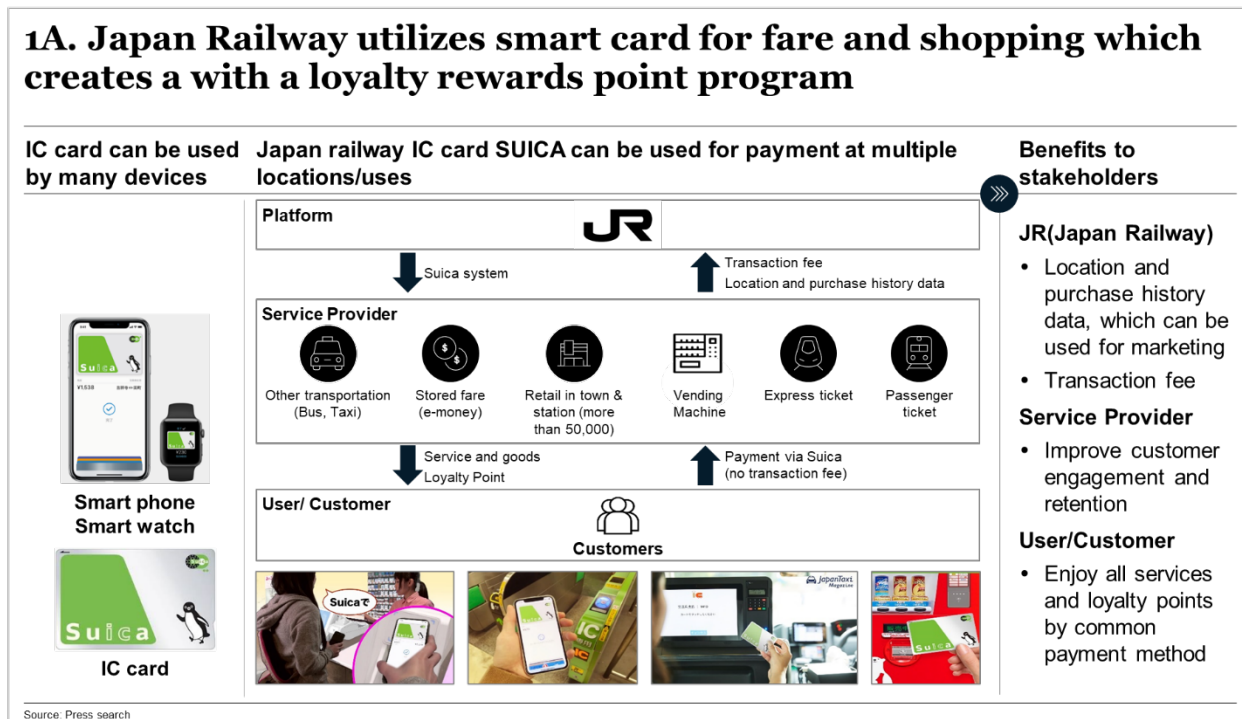 1A. Japan Railway utilizes smart card for fare and shopping which
creates a with a loyalty rewards point program
IC card can be used
by many devices
Japan railway IC card SUICA can be used for payment at multiple
locations/uses
Benefits to
stakeholders
Platform
JR
Suica system
Transaction fee
Location and purchase history data
Service Provider
Other transportation
(Bus, Taxi)
Stored fare
(e-money)
Retail in town &
station (more
than 50,000)
Vending
Machine
Express ticket
Passenger
ticket
Service and goods
Loyalty Point
Payment via Suica
(no transaction fee)
User/ Customer
Customers
Suica
¥1,536
Smart phone
Smart watch
Suica
IC card
Suicaで
IC
JapanTaxi
Magazine
JR(Japan Railway)
• Location and
purchase history
data, which can be
used for marketing
• Transaction fee
Service Provider
• Improve customer
engagement and
retention
User/Customer
• Enjoy all services
and loyalty points
by common
payment method
Source: Press search